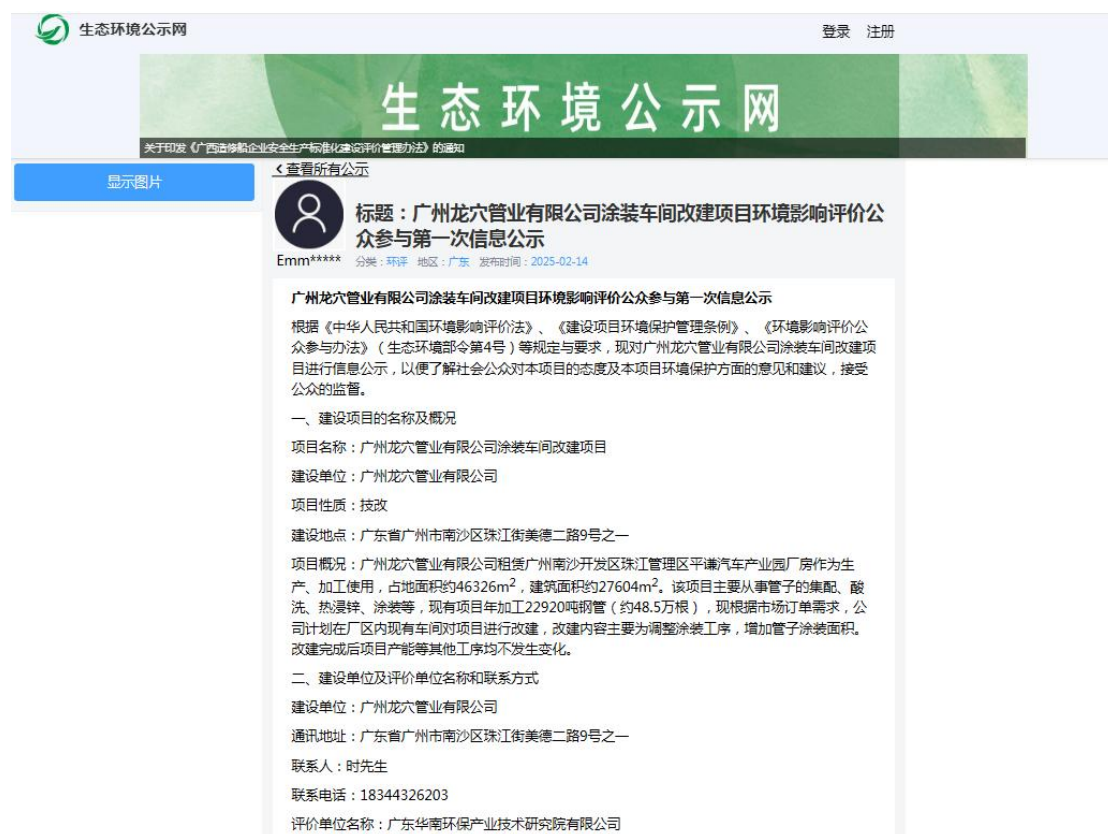 生态环境公示网
登录 注册
生态环境公示网
关于印发《广西造修船企业安全生产标准化建设评价管理办法》的通知
显示图片
<查看所有公示
标题：广州龙穴管业有限公司涂装车间改建项目环境影响评价公
众参与第一次信息公示
Emm*****
分类：环评 地区：广东 发布时间：2025-02-14
广州龙穴管业有限公司涂装车间改建项目环境影响评价公众参与第一次信息公示
根据《中华人民共和国环境影响评价法》、《建设项目环境保护管理条例》、《环境影响评价公
众参与办法》（生态环境部令第4号）等规定与要求，现对广州龙穴管业有限公司涂装车间改建项
目进行信息公示，以便了解社会公众对本项目的态度及本项目环境保护方面的意见和建议，接受
公众的监督。
一、建设项目的名称及概况
项目名称：广州龙穴管业有限公司涂装车间改建项目
建设单位：广州龙穴管业有限公司
项目性质：技改
建设地点：广东省广州市南沙区珠江街美德二路9号之一
项目概况：广州龙穴管业有限公司租赁广州南沙开发区珠江管理区平谦汽车产业园厂房作为生
产、加工使用，占地面积约46326m²，建筑面积约27604m²。该项目主要从事管子的集配、酸
洗、热浸锌、涂装等，现有项目年加工22920吨钢管（约48.5万根），现根据市场订单需求，公
司计划在厂区内现有车间对项目进行改建，改建内容主要为调整涂装工序，增加管子涂装面积。
改建完成后项目产能等其他工序均不发生变化。
二、建设单位及评价单位名称和联系方式
建设单位：广州龙穴管业有限公司
通讯地址：广东省广州市南沙区珠江街美德二路9号之一
联系人：时先生
联系电话：18344326203
评价单位名称：广东华南环保产业技术研究院有限公司